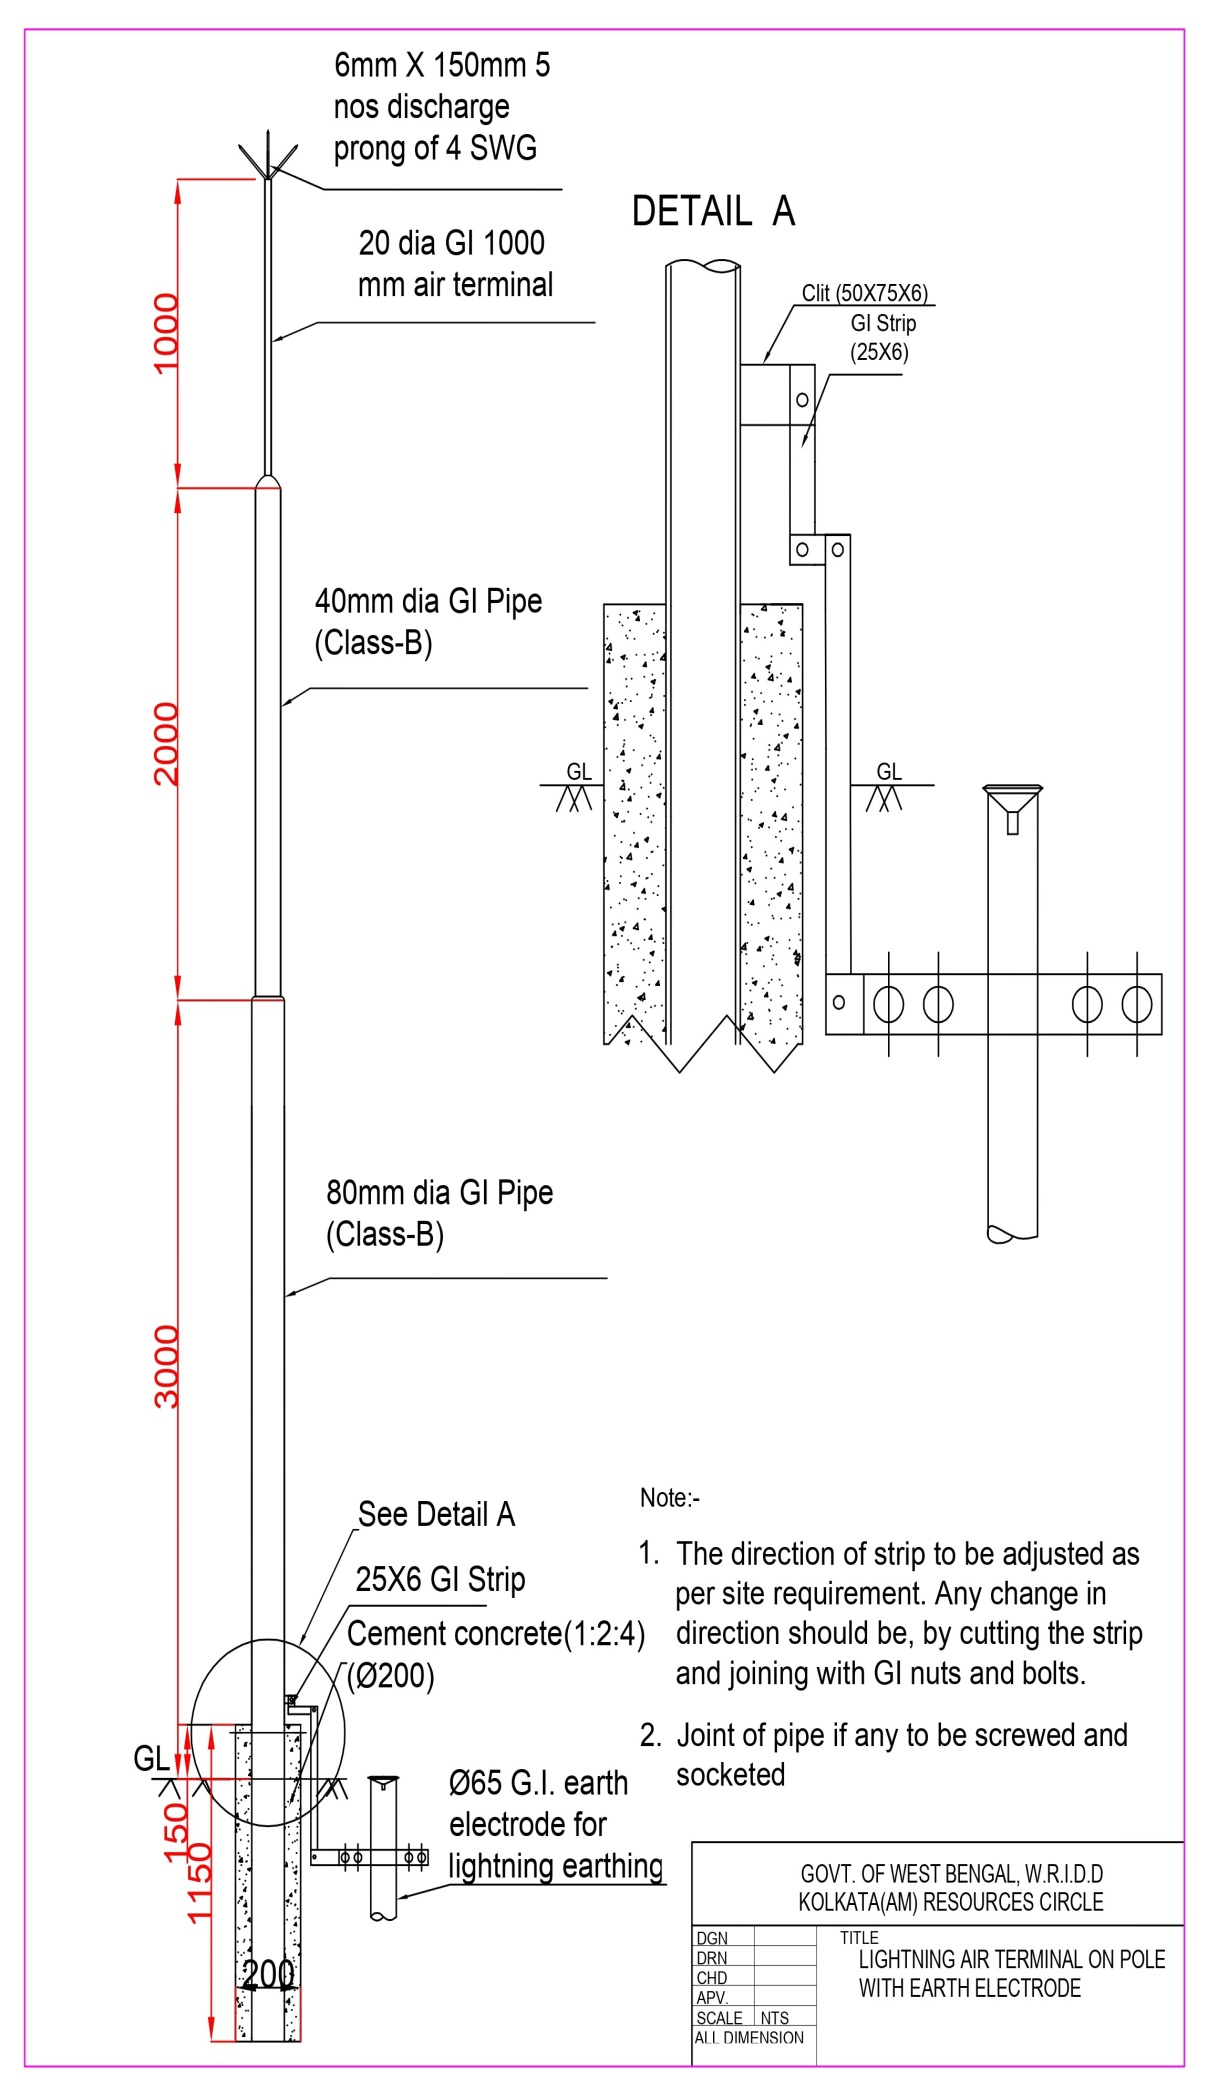 6mm X 150mm 5
nos discharge
prong of 4 SWG
20 dia GI 1000
mm air terminal
1000
DETAIL A
Clit (50X75X6)
GI Strip
(25X6)
40mm dia GI Pipe
(Class-B)
2000
GL
GL
80mm dia GI Pipe
(Class-B)
3000
See Detail A
25X6 GI Strip
Cement concrete(1:2:4)
(Ø200)
GL
150
1150
200
Ø65 G.I. earth
electrode for
lightning earthing
Note:-
1. The direction of strip to be adjusted as
per site requirement. Any change in
direction should be, by cutting the strip
and joining with GI nuts and bolts.
2. Joint of pipe if any to be screwed and
socketed
GOVT. OF WEST BENGAL, W.R.I.D.D
KOLKATA(AM) RESOURCES CIRCLE
DGN
DRN
CHD
APV.
SCALE NTS
ALL DIMENSION
TITLE
LIGHTNING AIR TERMINAL ON POLE
WITH EARTH ELECTRODE